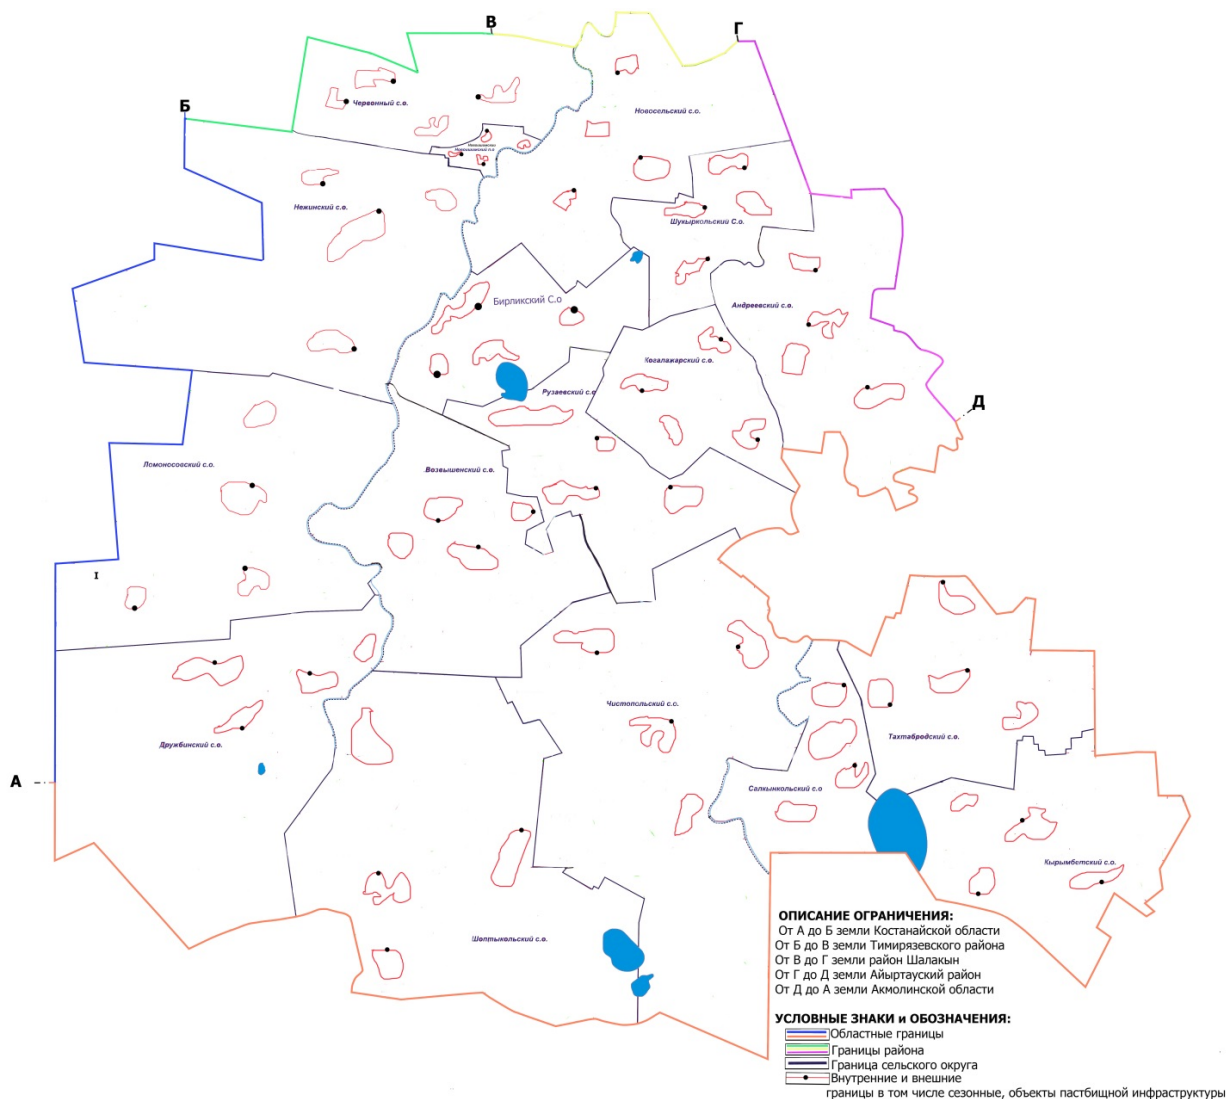 В
Г
Б
Червонный с.о.
Новосельский с.о.
Нежинский с.о.
Шукыркольский С.о.
Бирликский С.о
Андреевский с.о.
Когалажарский с.о.
Рузаевский с.о
Д
Ломоносовский с.о.
Возвышенский с.о.
I
Чистопольский с.о.
Тахтабродский с.о.
Дружбинский с.о.
А
Салкынкольский с.о
Кырымбетский с.о.
Шоптыкольский с.о.
ОПИСАНИЕ ОГРАНИЧЕНИЯ:
От А до Б земли Костанайской области
От Б до В земли Тимирязевского района
От В до Г земли район Шалакын
От Г до Д земли Айыртауский район
От Д до А земли Акмолинской области
УСЛОВНЫЕ ЗНАКИ и ОБОЗНАЧЕНИЯ:
Областные границы
Границы района
Граница сельского округа
Внутренние и внешние
границы в том числе сезонные, объекты пастбищной инфраструктуры